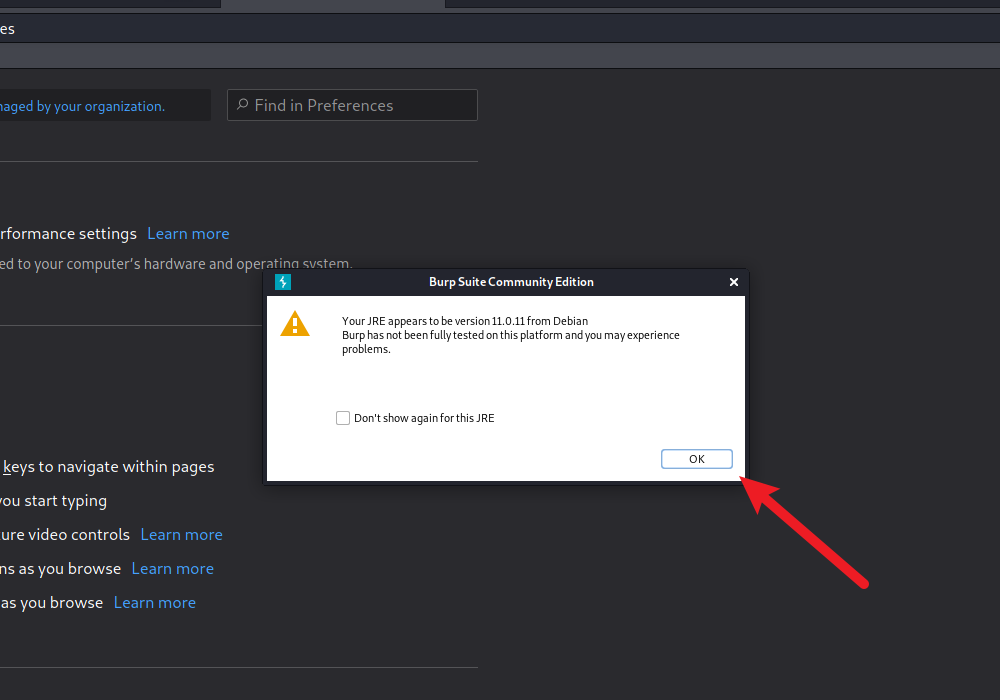 es
naged by your organization.
Find in Preferences
rformance settings Learn more
ed to your computer's hardware and operating system.
Burp Suite Community Edition
Your JRE appears to be version 11.0.11 from Debian
Burp has not been fully tested on this platform and you may experience
problems.
Don't show again for this JRE
OK
keys to navigate within pages
you start typing
ure video controls Learn more
ns as you browse Learn more
as you browse Learn more